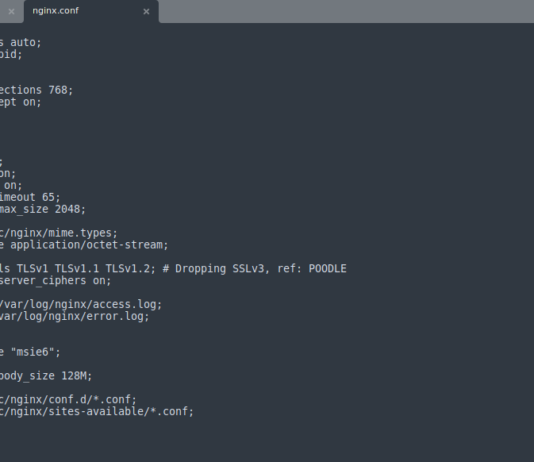 nginx.conf
s auto;
pid;
ections 768;
ept on;
;
on;
on;
imeout 65;
max_size 2048;
c/nginx/mime.types;
e application/octet-stream;
ls TLSv1 TLSv1.1 TLSv1.2; # Dropping SSLv3, ref: POODLE
server_ciphers on;
/var/log/nginx/access.log;
var/log/nginx/error.log;
e "msie6";
body_size 128M;
c/nginx/conf.d/*.conf;
c/nginx/sites-available/*.conf;